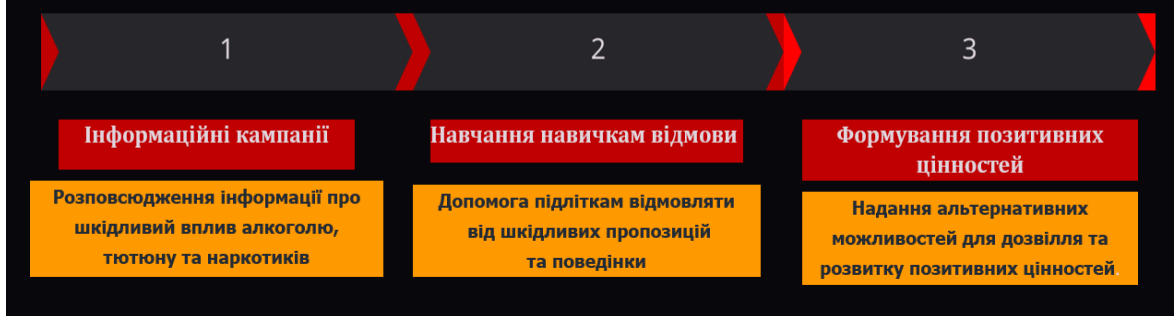 1
2
3
Інформаційні кампанії
Розповсюдження інформації про
шкідливий вплив алкоголю,
тютюну та наркотиків
Навчання навичкам відмови
Допомога підліткам відмовляти
від шкідливих пропозицій
та поведінки
Формування позитивних
цінностей
Надання альтернативних
можливостей для дозвілля та
розвитку позитивних цінностей.